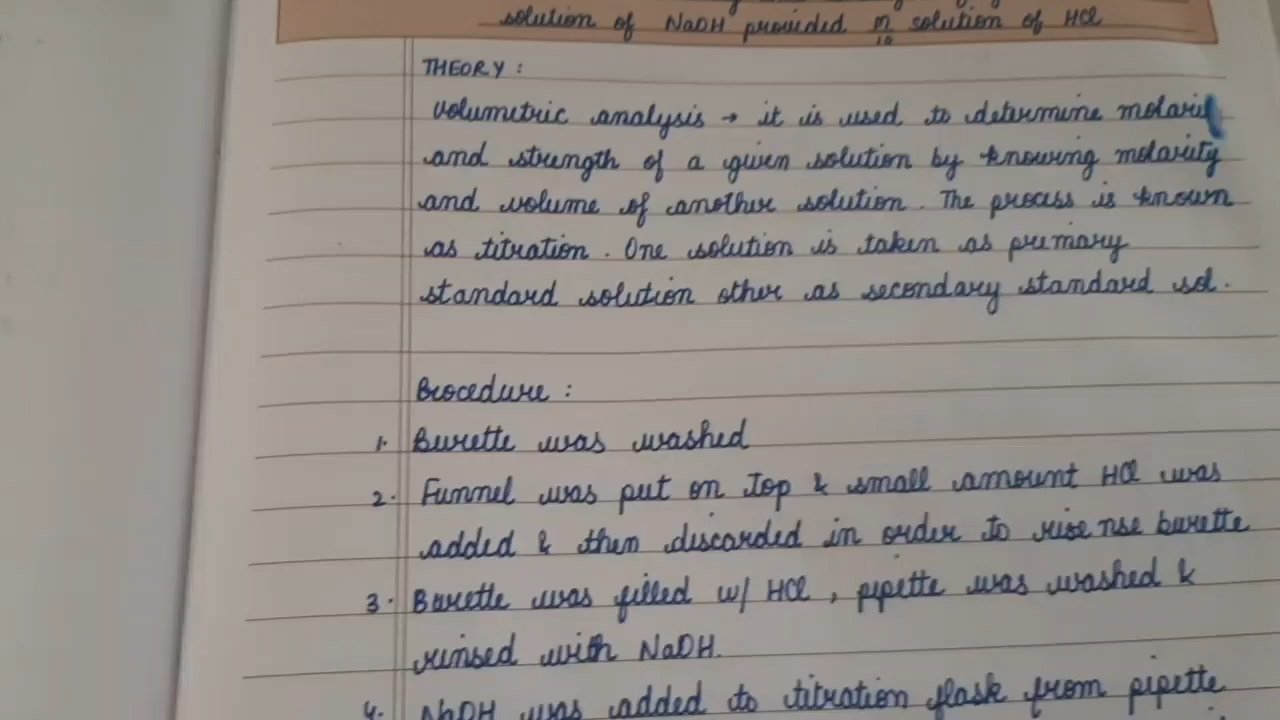 solution of NaOH provided m/10 solution of HCl
THEORY :
Volumetric analysis → it is used to determine molarit
and strength of a given solution by knowing molarity
and volume of another solution. The process is known
as titration. One solution is taken as primary
standard solution other as secondary standard sol.
Procedure :
1. Burette was washed
2. Funnel was put on top & small amount HCl was
added & then discarded in order to rise nse burette
3. Burette was filled w/ HCl, pipette was washed &
rinsed with NaOH.
4. NaOH was added to titration flask from pipette